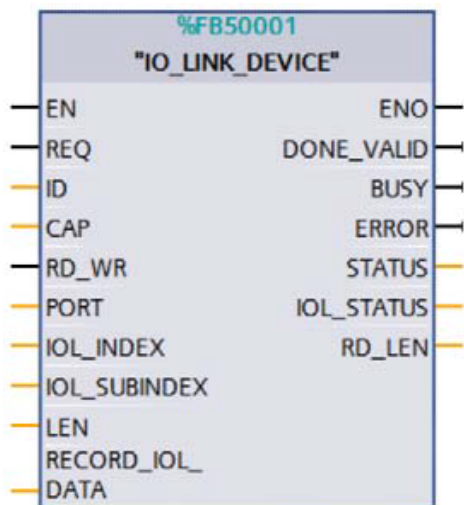 %FB50001
"IO_LINK_DEVICE"
EN ENO
REQ DONE_VALID
ID BUSY
CAP ERROR
RD_WR STATUS
PORT IOL_STATUS
IOL_INDEX RD_LEN
IOL_SUBINDEX
LEN
RECORD_IOL_
DATA